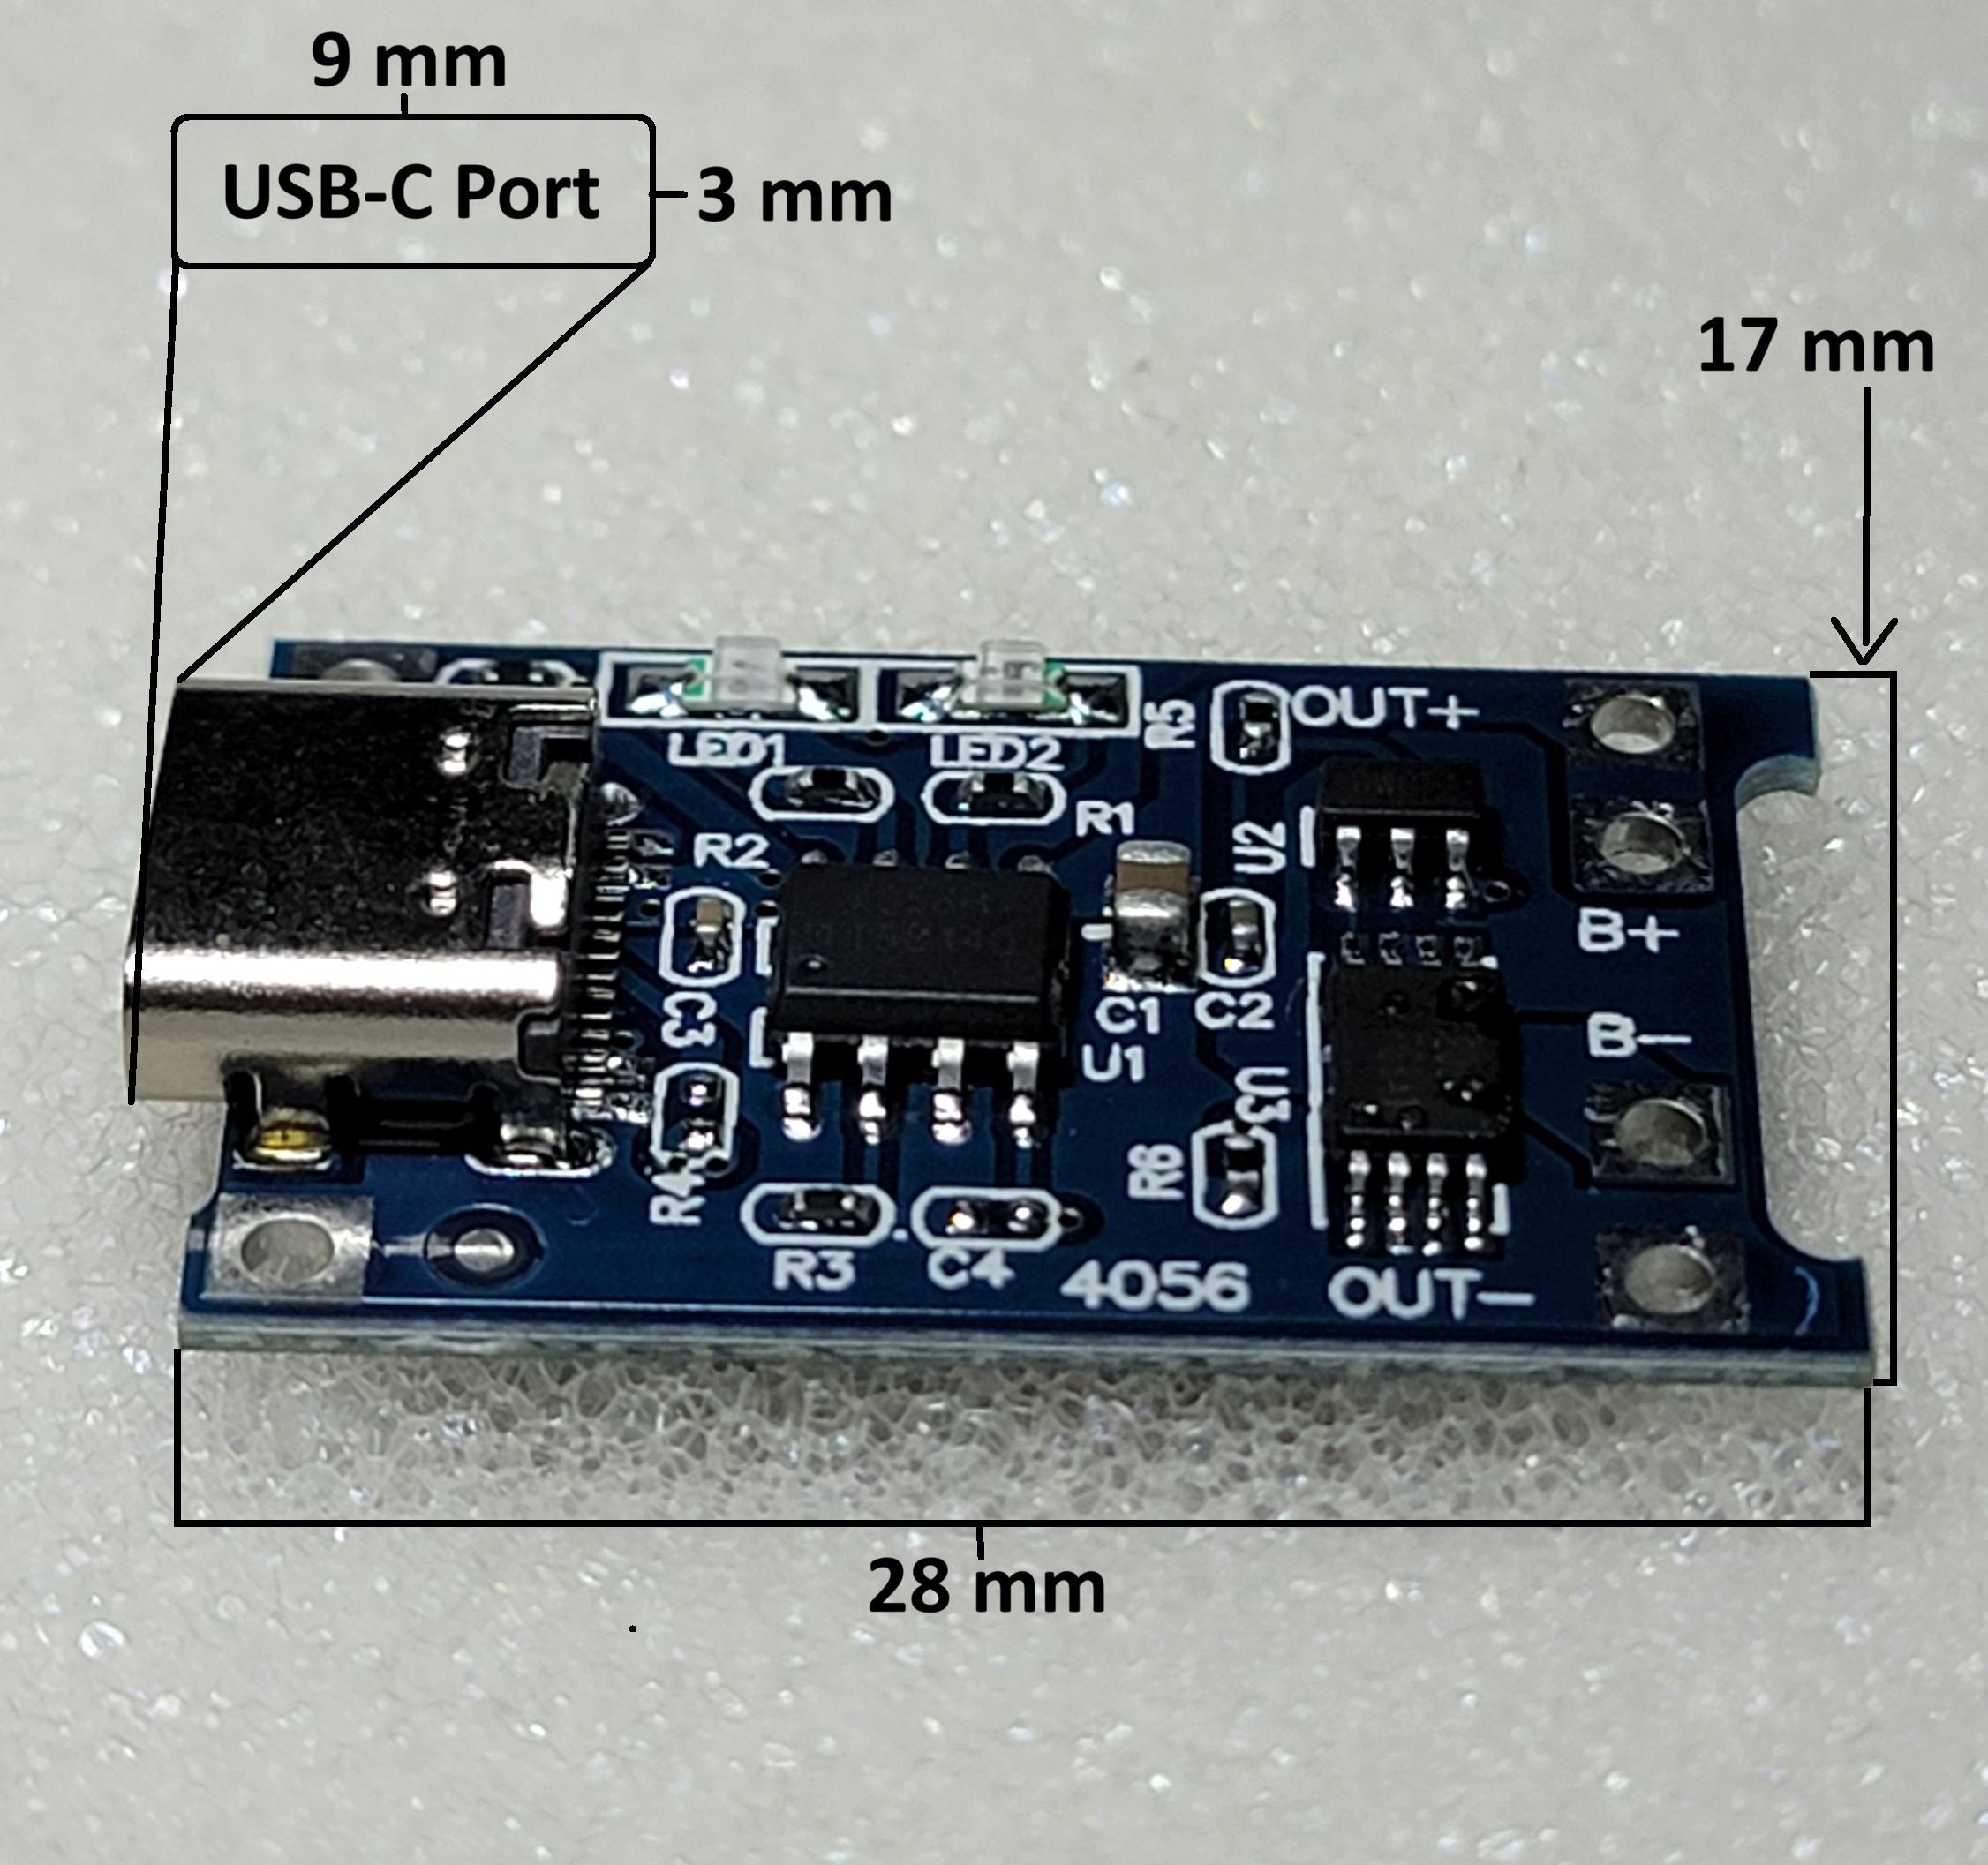 9 mm
USB-C Port
3 mm
17 mm
OUT+
R5
LED1
LED2
R1
R2
U2
B+
C3
C1
C2
B-
U1
U3
R4
R6
R3
C4
4056
OUT-
28 mm